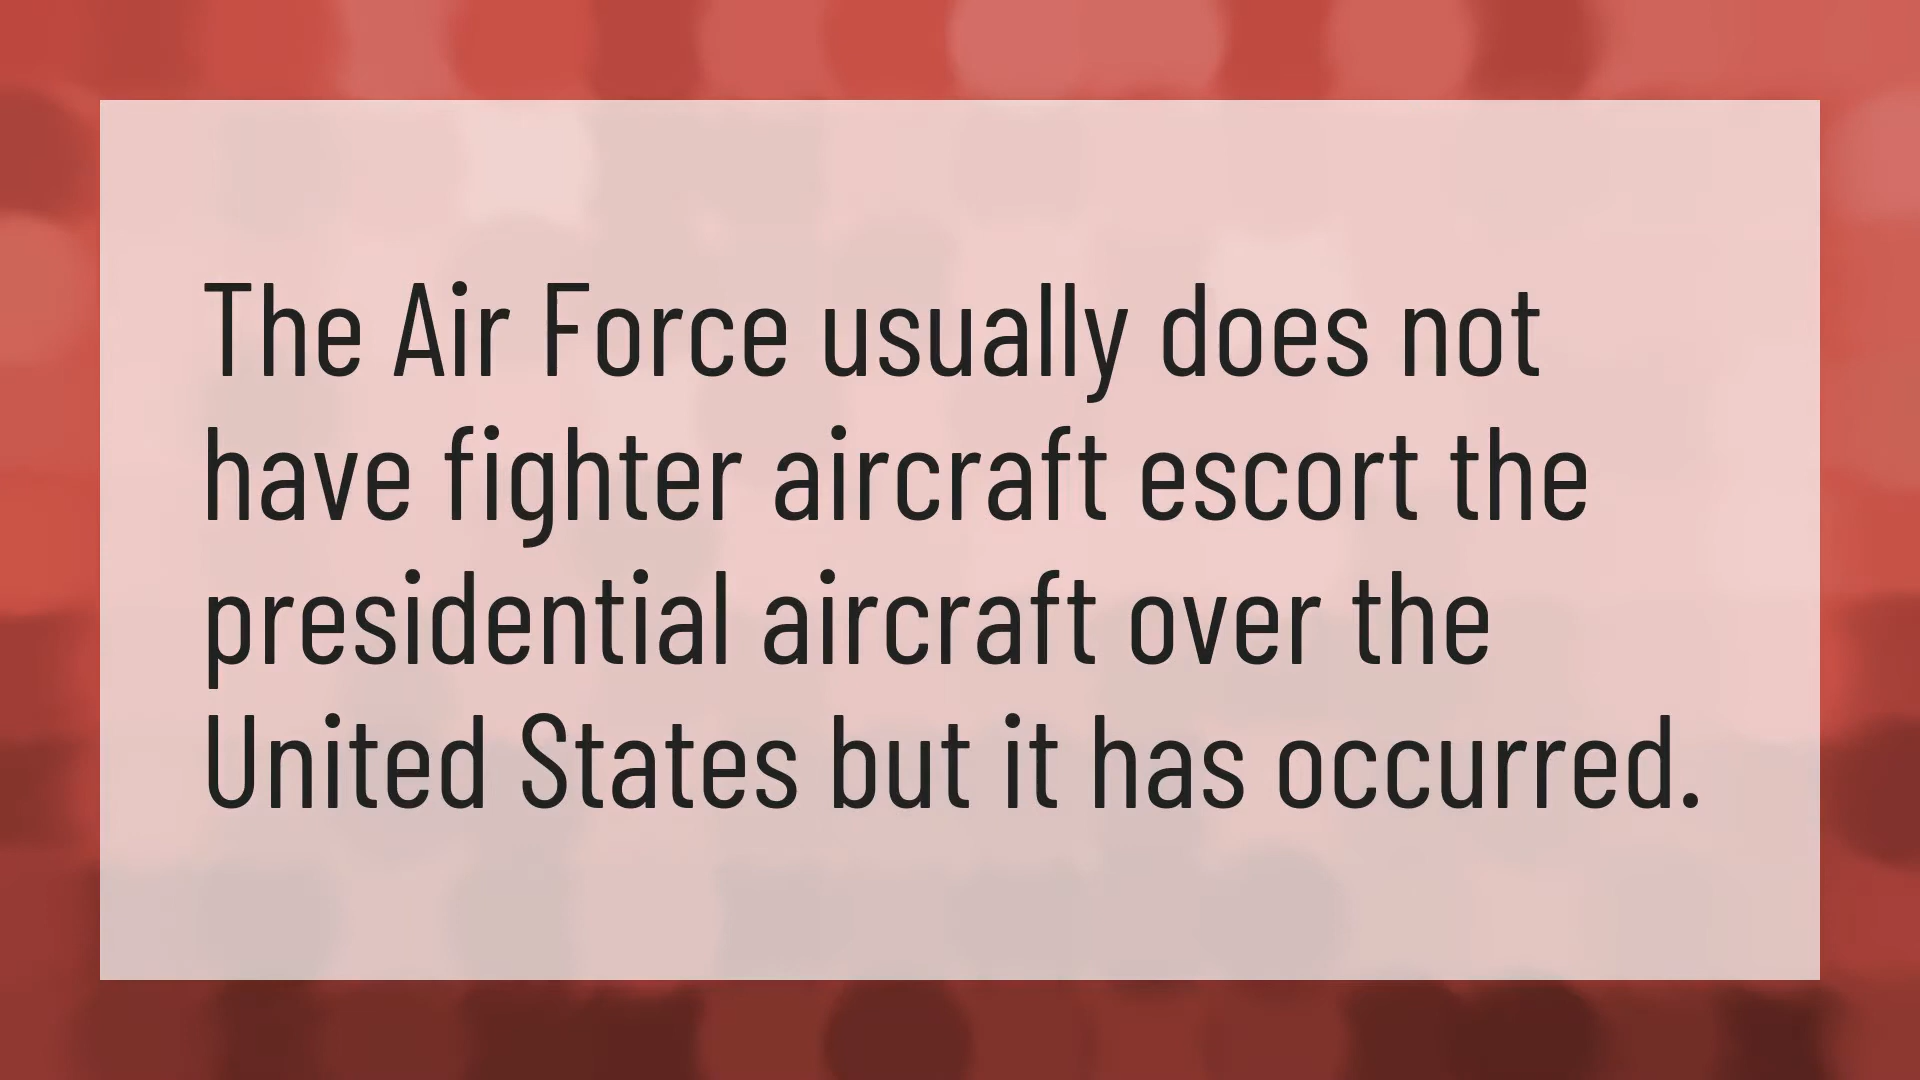 The Air Force usually does not
have fighter aircraft escort the
presidential aircraft over the
United States but it has occurred.